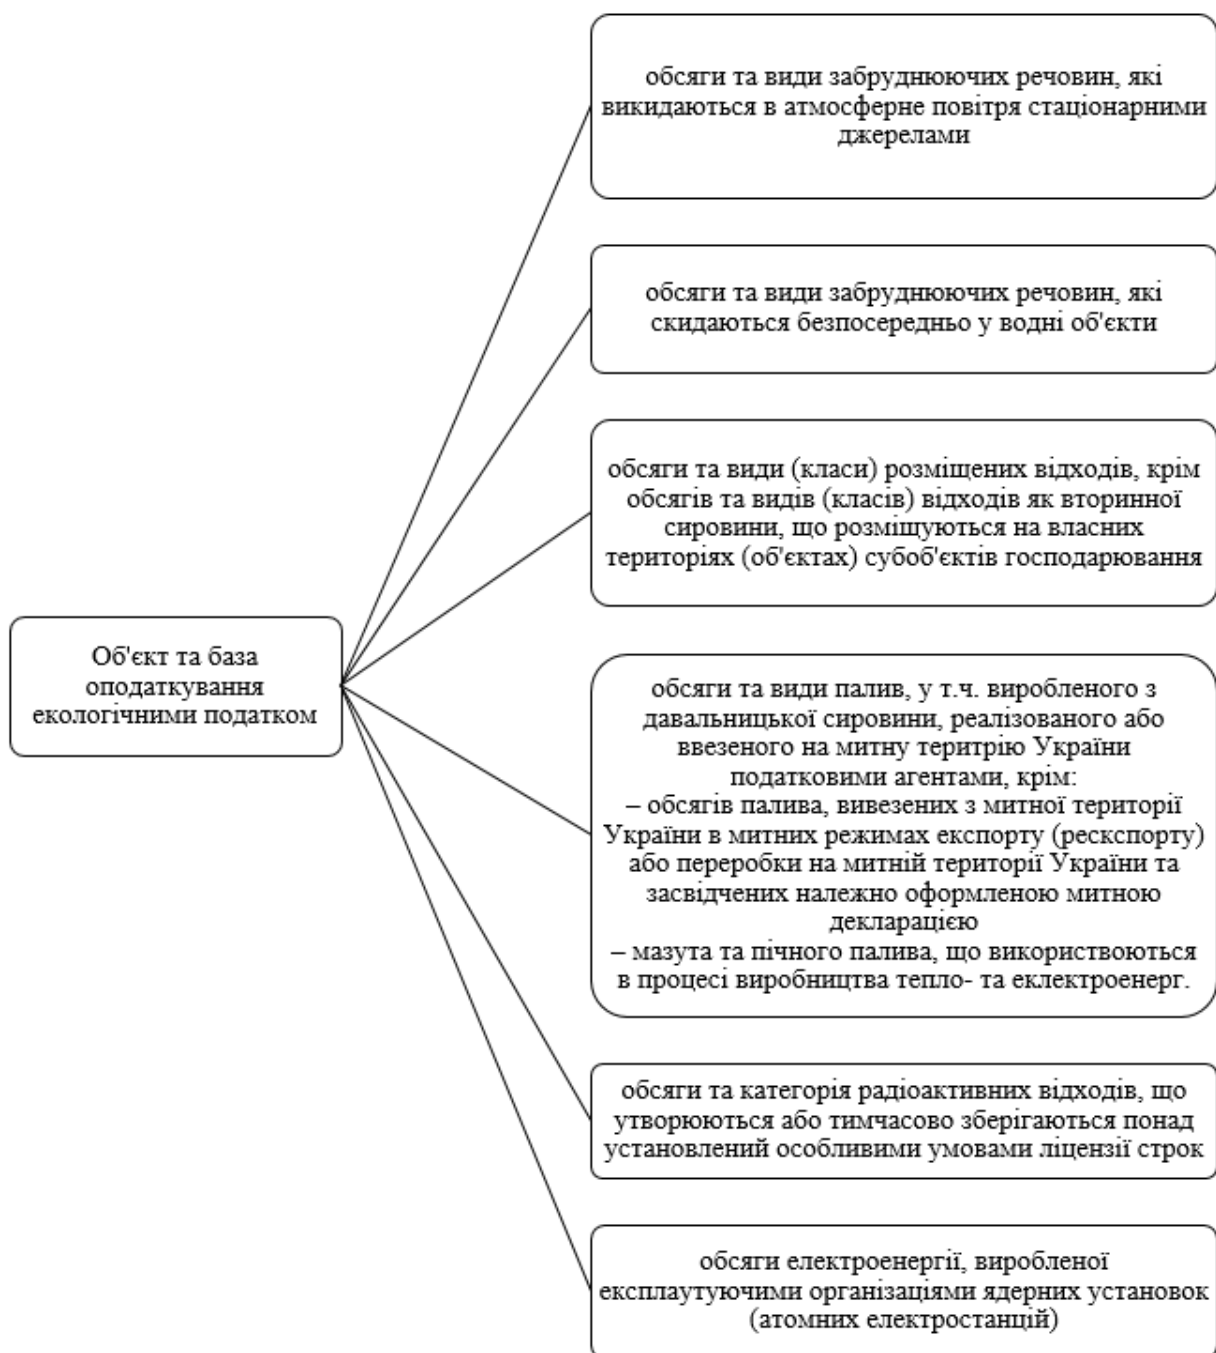 обсяги та види забруднюючих речовин, які
викидаються в атмосферне повітря стаціонарними
джерелами
обсяги та види забруднюючих речовин, які
скидаються безпосередньо у водні об'єкти
обсяги та види (класи) розміщених відходів, крім
обсягів та видів (класів) відходів як вторинної
сировини, що розміщуються на власних
територіях (об'єктах) субоб'єктів господарювання
Об'єкт та база
оподаткування
екологічними податком
обсяги та види палив, у т.ч. виробленого з
давальницької сировини, реалізованого або
ввезеного на митну територію України
податковими агентами, крім:
– обсягів палива, вивезених з митної території
України в митних режимах експорту (рескспорту)
або переробки на митній території України та
засвідчених належно оформленою митною
декларацією
– мазута та пічного палива, що використвоються
в процесі виробництва тепло- та еклектроенерг.
обсяги та категорія радіоактивних відходів, що
утворюються або тимчасово зберігаються понад
установлений особливими умовами ліцензії строк
обсяги електроенергії, виробленої
експлаутуючими організаціями ядерних установок
(атомних електростанцій)